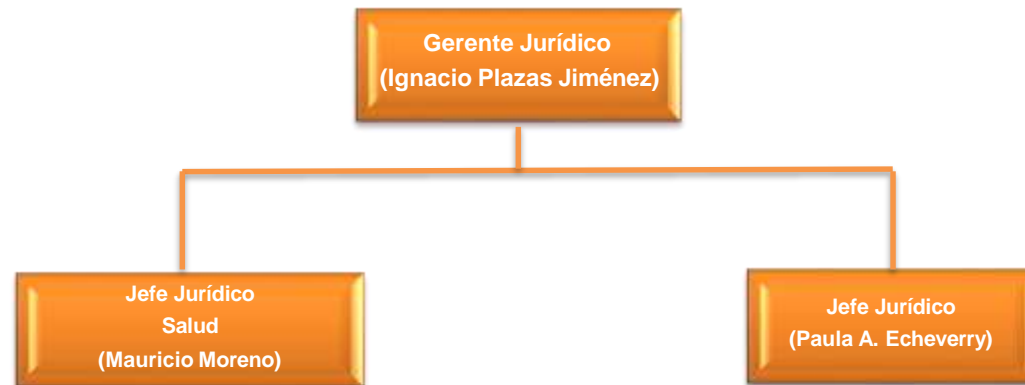 Gerente Jurídico
(Ignacio Plazas Jiménez)
Jefe Jurídico
Salud
(Mauricio Moreno)
Jefe Jurídico
(Paula A. Echeverry)